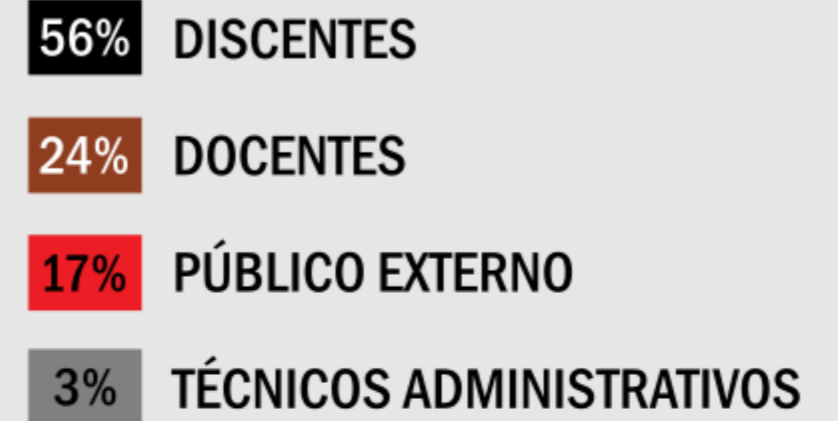 56% DISCENTES
24% DOCENTES
17% PÚBLICO EXTERNO
3% TÉCNICOS ADMINISTRATIVOS